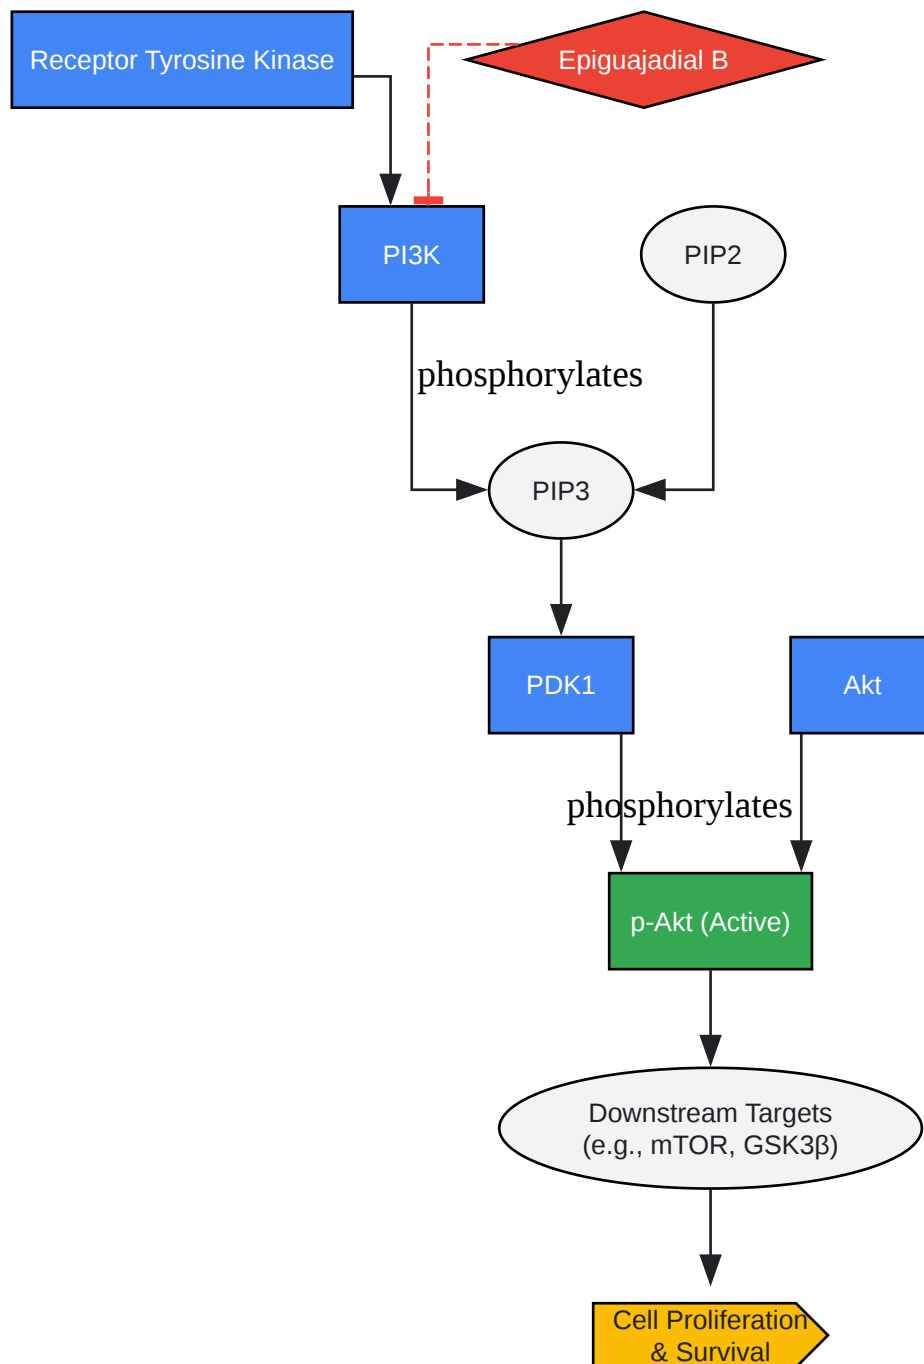 Receptor Tyrosine Kinase
Epiguajadial B
PI3K
PIP2
phosphorylates
PIP3
PDK1
Akt
phosphorylates
p-Akt (Active)
Downstream Targets
(e.g., mTOR, GSK3β)
Cell Proliferation
& Survival